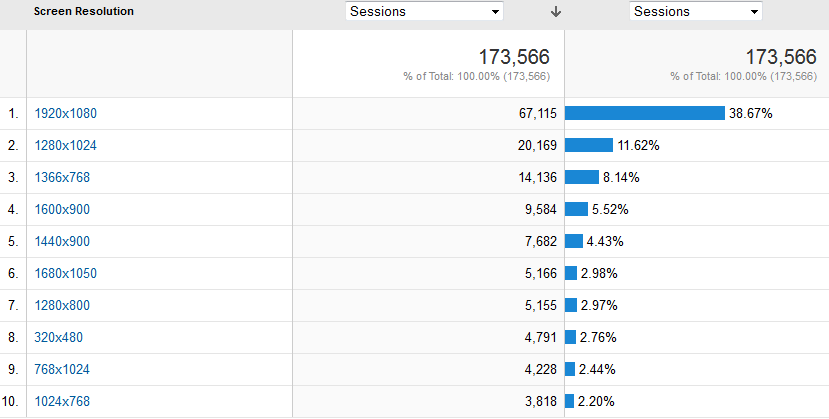 Screen Resolution Sessions Sessions
173,566 173,566
% of Total: 100.00% (173,566) % of Total: 100.00% (173,566)
1. 1920x1080 67,115 38.67%
2. 1280x1024 20,169 11.62%
3. 1366x768 14,136 8.14%
4. 1600x900 9,584 5.52%
5. 1440x900 7,682 4.43%
6. 1680x1050 5,166 2.98%
7. 1280x800 5,155 2.97%
8. 320x480 4,791 2.76%
9. 768x1024 4,228 2.44%
10. 1024x768 3,818 2.20%